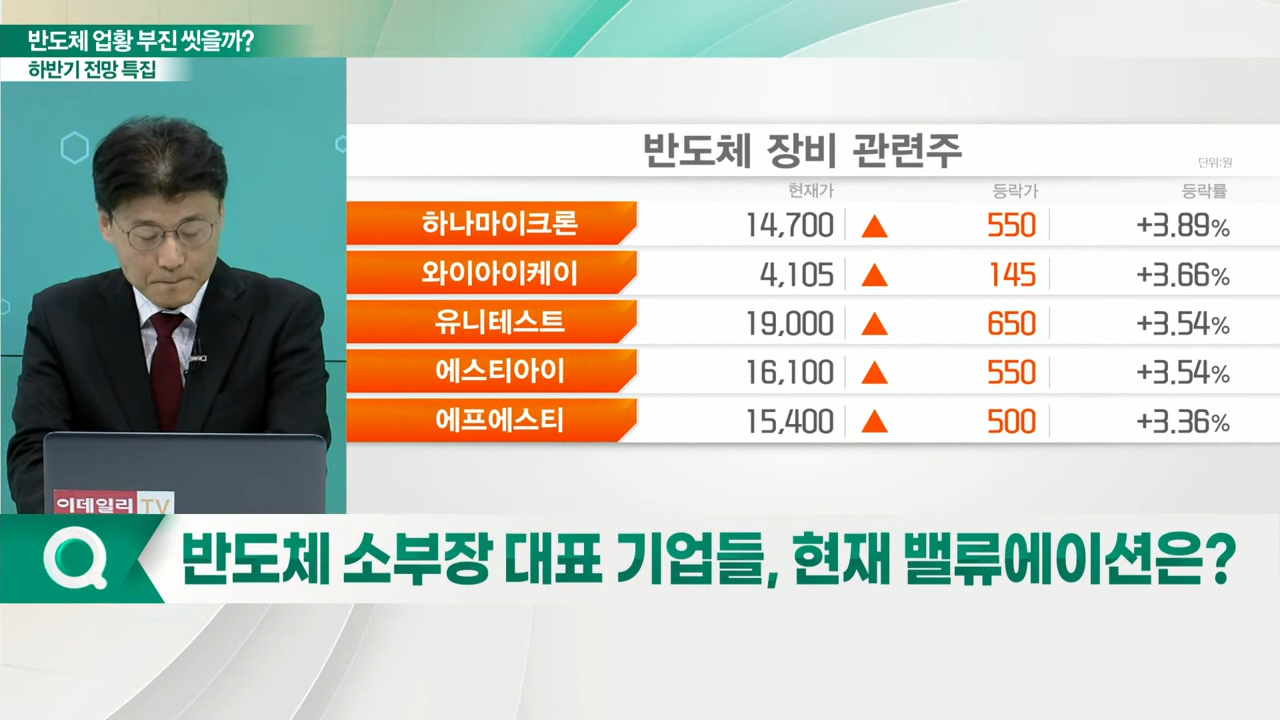 반도체 업황 부진 씻을까?
하반기 전망 특집
반도체 장비 관련주
단위:원
현재가 등락가 등락률
하나마이크론 14,700 ▲ 550 +3.89%
와이아이케이 4,105 ▲ 145 +3.66%
유니테스트 19,000 ▲ 650 +3.54%
에스티아이 16,100 ▲ 550 +3.54%
에프에스티 15,400 ▲ 500 +3.36%
이데일리 TV
Q 반도체 소부장 대표 기업들, 현재 밸류에이션은?